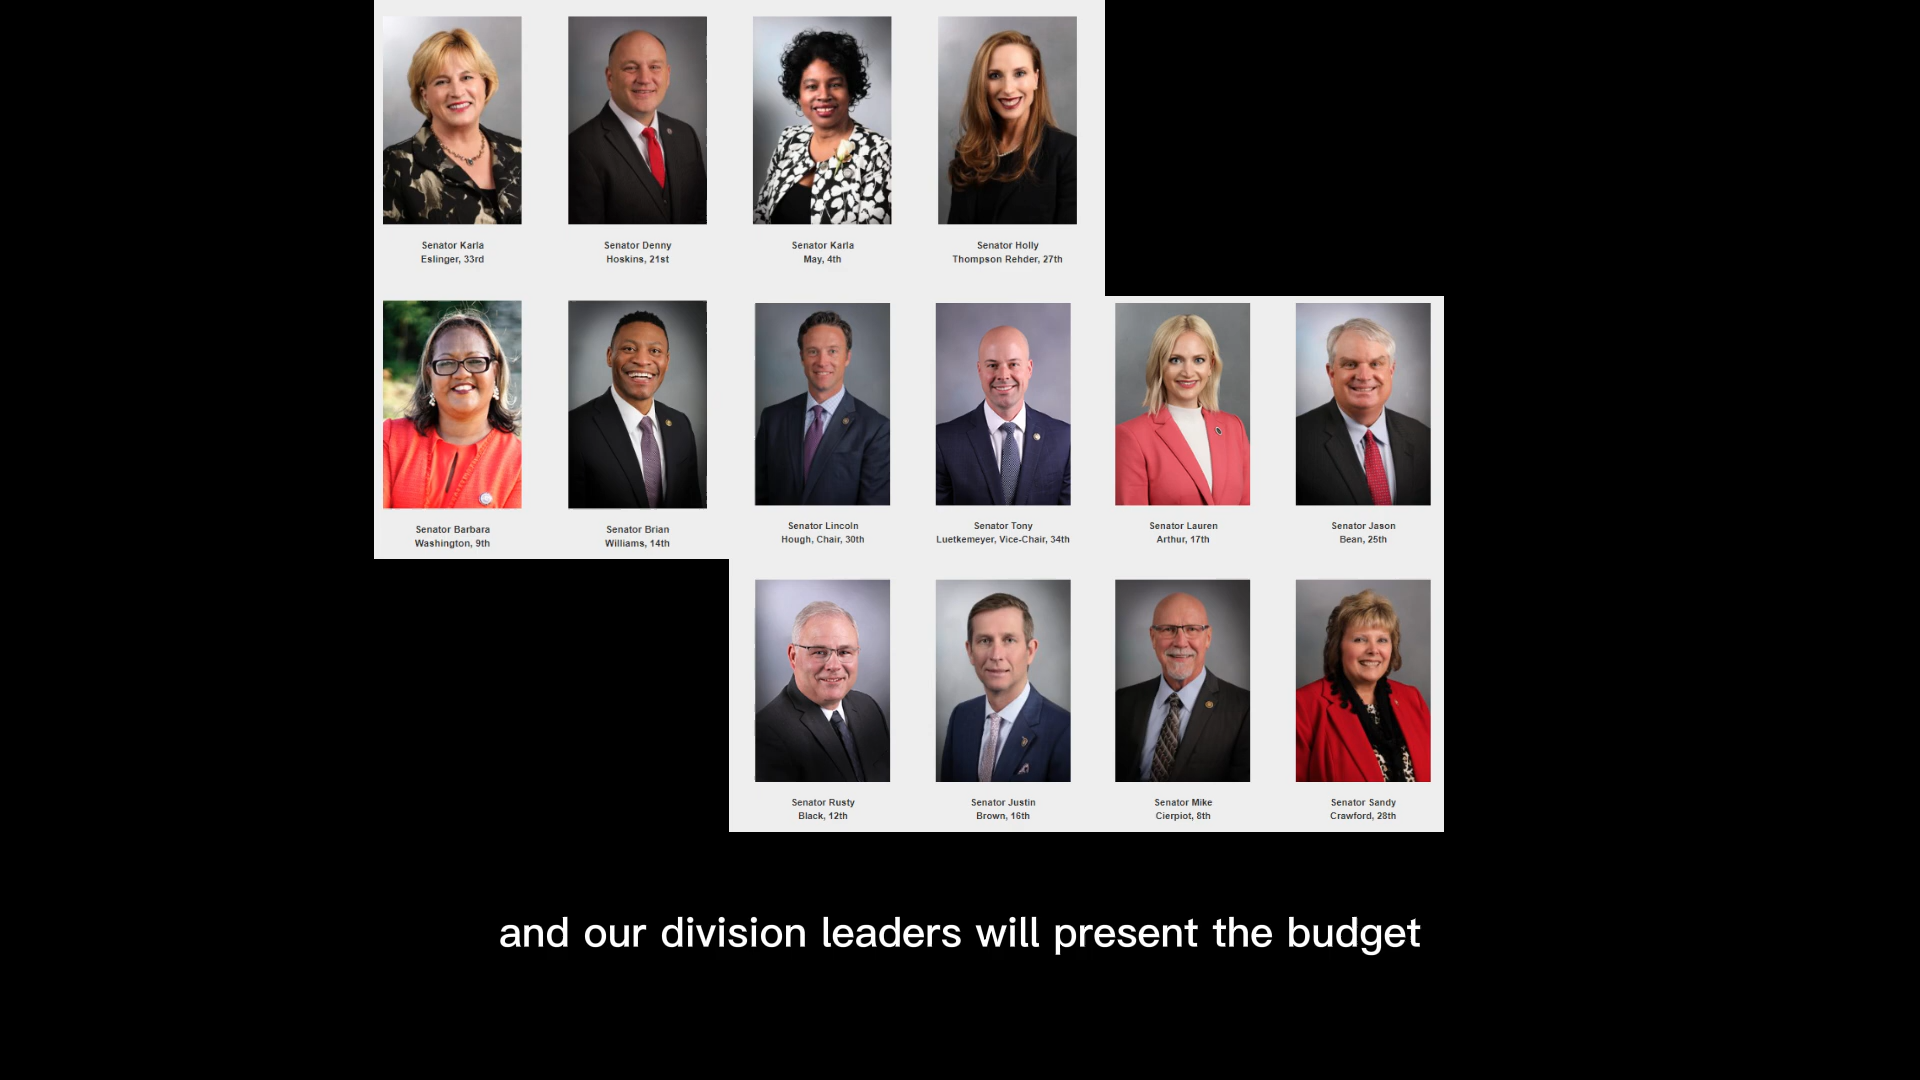 Senator Karla
Eslinger, 33rd
Senator Denny
Hoskins, 21st
Senator Karla
May, 4th
Senator Holly
Thompson Rehder, 27th
Senator Barbara
Washington, 9th
Senator Brian
Williams, 14th
Senator Lincoln
Hough, Chair, 30th
Senator Tony
Luetkemeyer, Vice-Chair, 34th
Senator Lauren
Arthur, 17th
Senator Jason
Bean, 25th
Senator Rusty
Black, 12th
Senator Justin
Brown, 16th
Senator Mike
Cierpiot, 8th
Senator Sandy
Crawford, 28th
and our division leaders will present the budget